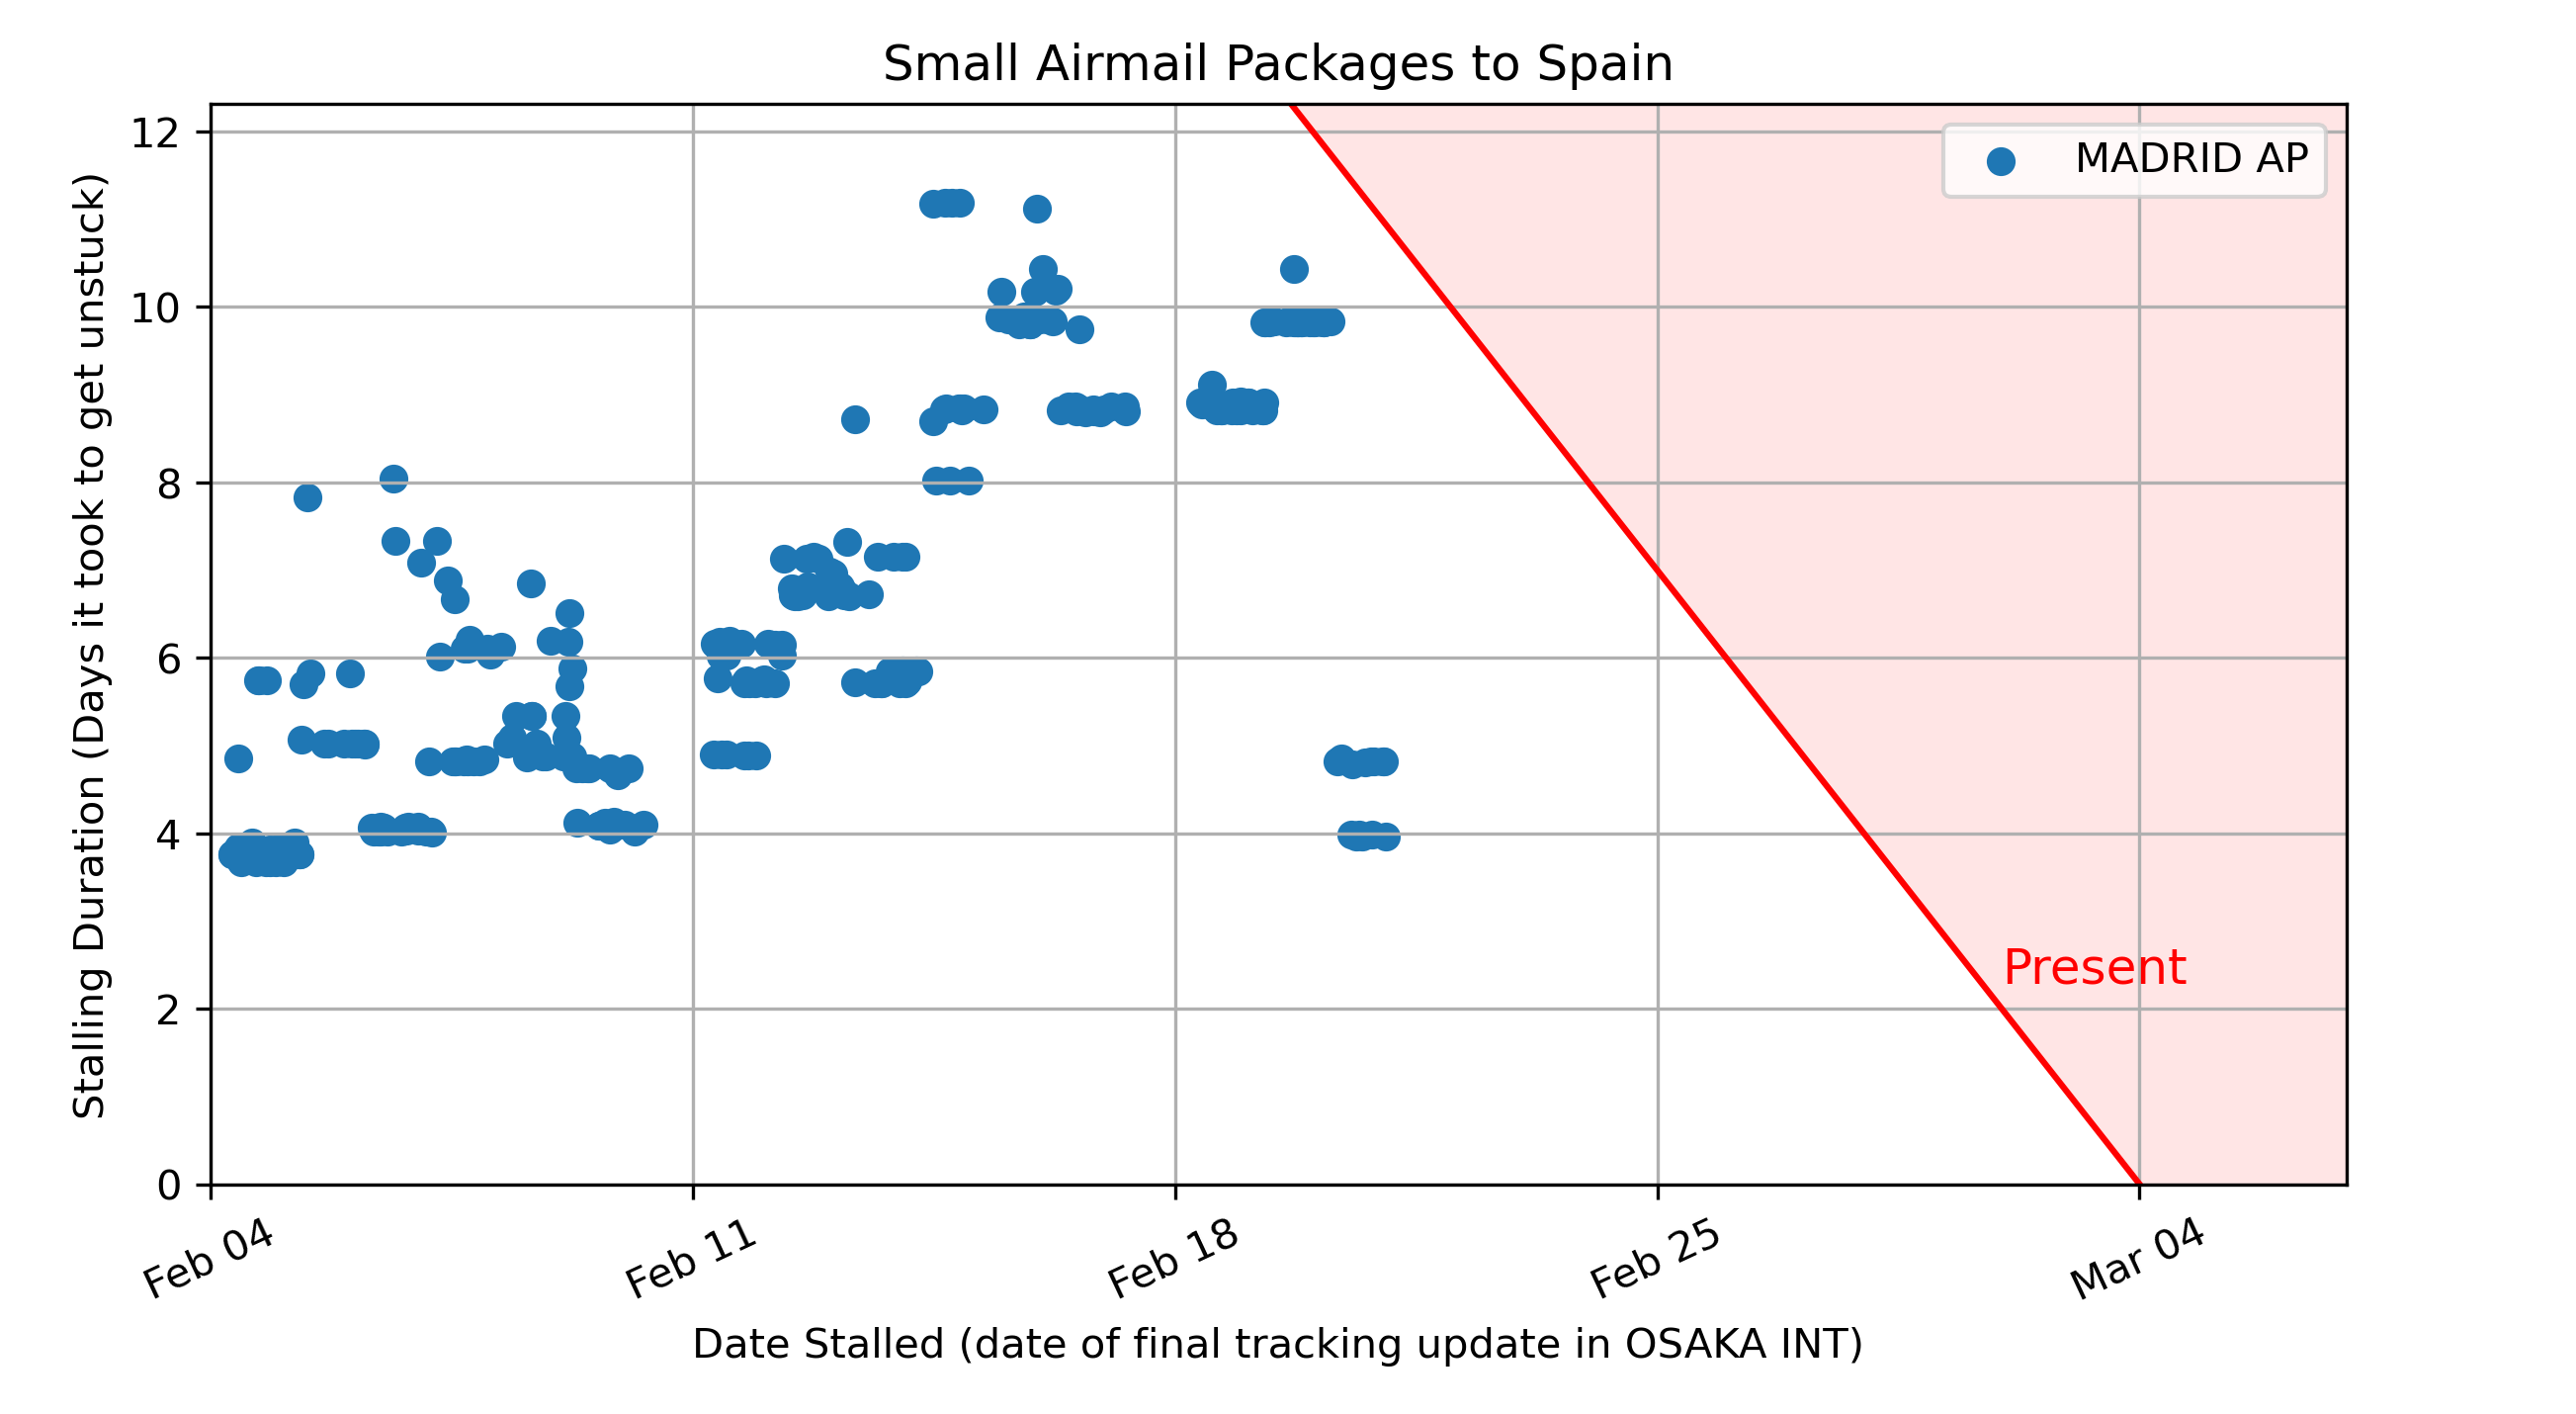 Small Airmail Packages to Spain
Stalling Duration (Days it took to get unstuck)
12
10
8
6
4
2
0
MADRID AP
Present
Feb 04
Feb 11
Feb 18
Feb 25
Mar 04
Date Stalled (date of final tracking update in OSAKA INT)